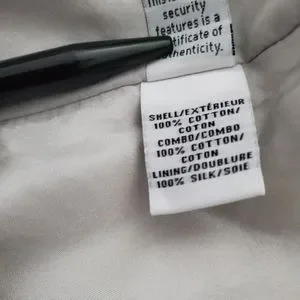 security
features is a
certificate of
authenticity.
SHELL/EXTÉRIEUR
100% COTTON/
COTON
COMBO/COMBO
100% COTTON/
COTON
LINING/DOUBLURE
100% SILK/SOIE